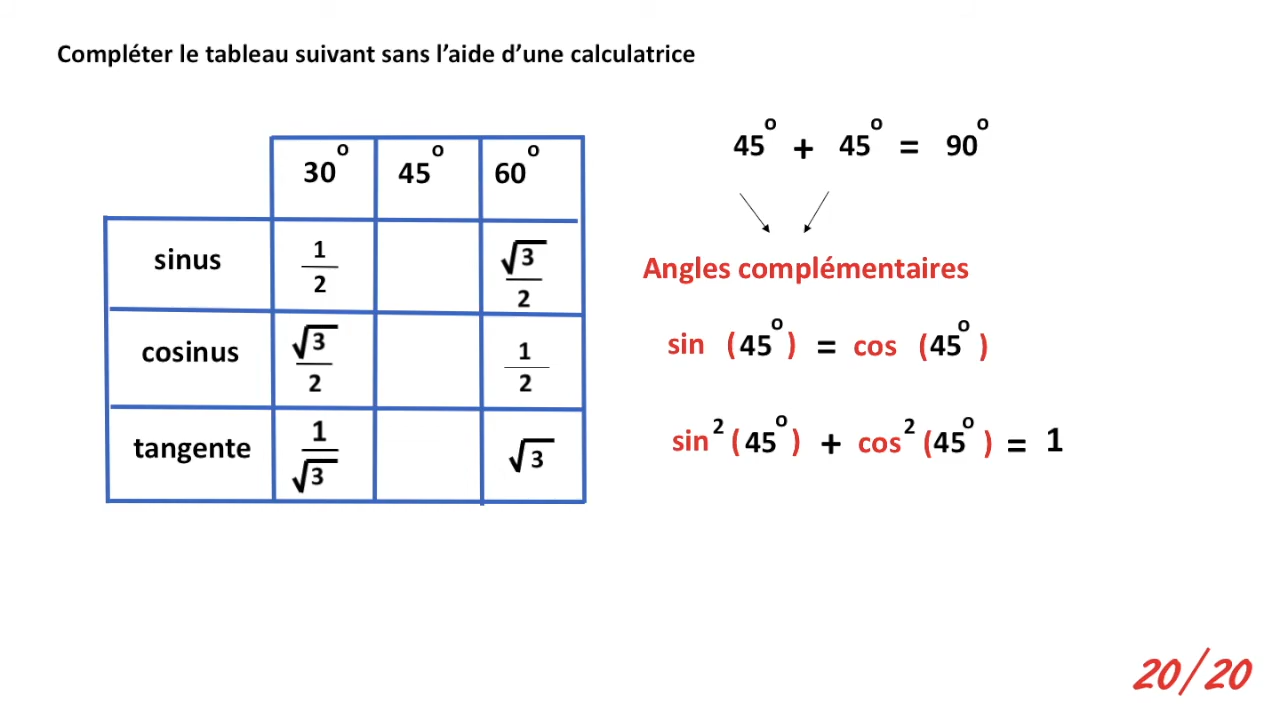 Compléter le tableau suivant sans l’aide d’une calculatrice
30° 45° 60°
sinus 1/2 √3/2
cosinus √3/2 1/2
tangente 1/√3 √3
45° + 45° = 90°
Angles complémentaires
sin (45°) = cos (45°)
sin² (45°) + cos² (45°) = 1
20/20